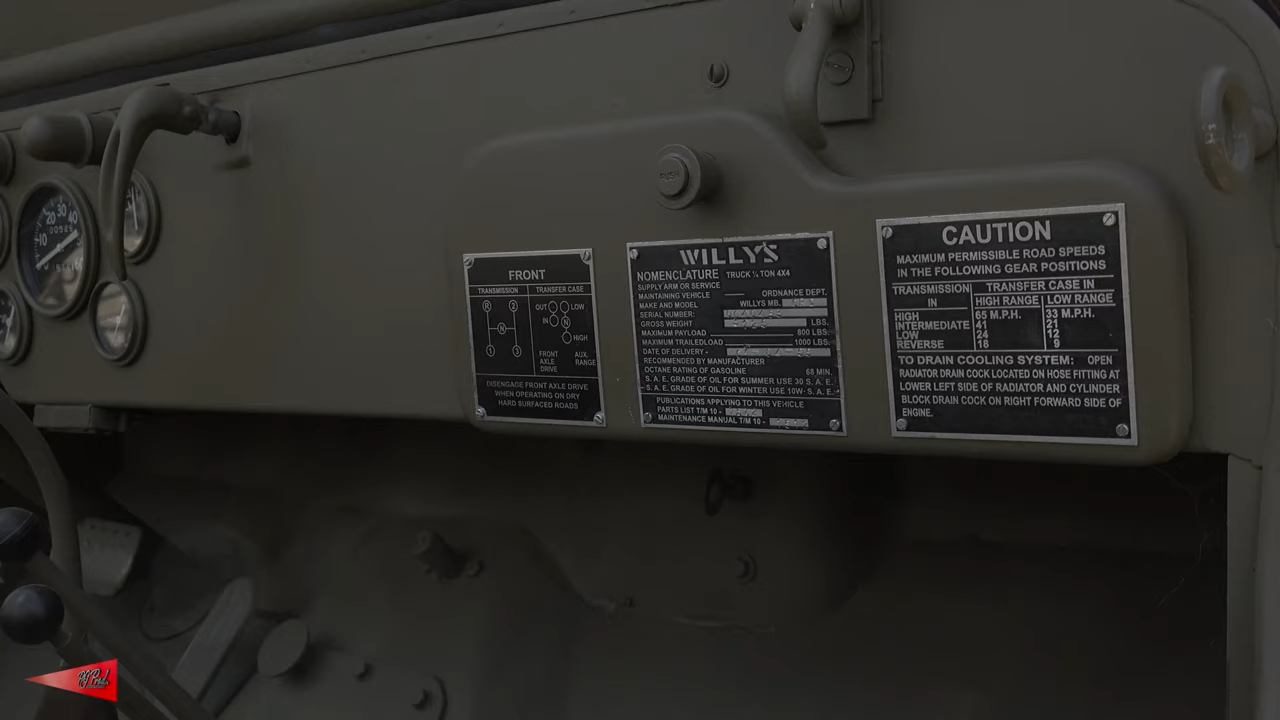 PUSH
10 20 30 40
FRONT
TRANSMISSION TRANSFER CASE
R 2
N
1 3
OUT LOW
IN N
HIGH
FRONT AXLE DRIVE
AUX. RANGE
DISENGAGE FRONT AXLE DRIVE
WHEN OPERATING ON DRY
HARD SURFACED ROADS
WILLYS
NOMENCLATURE TRUCK ¼ TON 4X4
SUPPLY ARM OR SERVICE
MAINTAINING VEHICLE — ORDNANCE DEPT.
MAKE AND MODEL WILLYS MB.
SERIAL NUMBER:
GROSS WEIGHT LBS.
MAXIMUM PAYLOAD 800 LBS.
MAXIMUM TRAILEDLOAD 1000 LBS.
DATE OF DELIVERY -
RECOMMENDED BY MANUFACTURER
OCTANE RATING OF GASOLINE 68 MIN.
S. A. E. GRADE OF OIL FOR SUMMER USE 30 S. A. E.
S. A. E. GRADE OF OIL FOR WINTER USE 10W· S. A. E.
PUBLICATIONS APPLYING TO THIS VEHICLE
PARTS LIST T/M 10 -
MAINTENANCE MANUAL T/M 10 -
CAUTION
MAXIMUM PERMISSIBLE ROAD SPEEDS
IN THE FOLLOWING GEAR POSITIONS
TRANSMISSION IN TRANSFER CASE IN
HIGH RANGE LOW RANGE
HIGH 65 M.P.H. 33 M.P.H.
INTERMEDIATE 41 21
LOW 24 12
REVERSE 18 9
TO DRAIN COOLING SYSTEM: OPEN
RADIATOR DRAIN COCK LOCATED ON HOSE FITTING AT
LOWER LEFT SIDE OF RADIATOR AND CYLINDER
BLOCK DRAIN COCK ON RIGHT FORWARD SIDE OF
ENGINE.